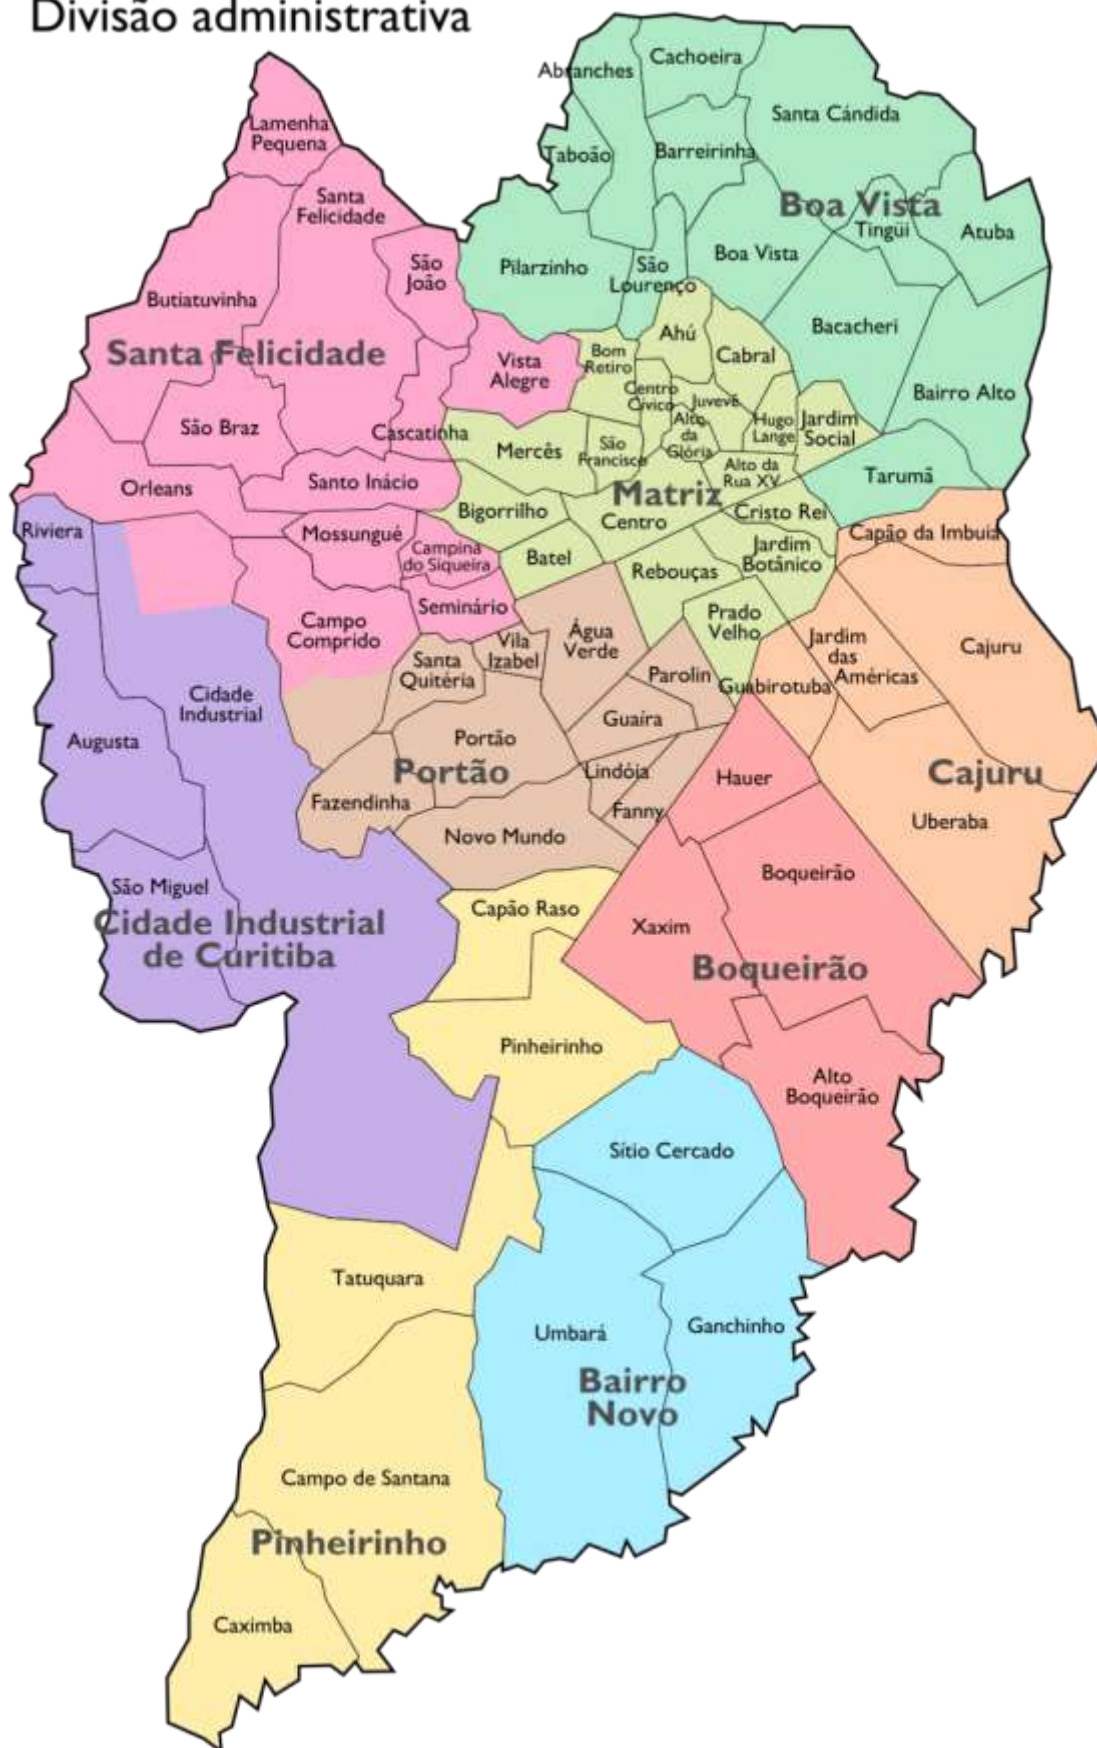 Divisão administrativa
Abranches
Cachoeira
Santa Cándida
Lamenha
Pequena
Taboão
Barreirinha
Santa
Felicidade
Boa Vista
Tingüi
Atuba
São
João
Pilarzinho
São
Lourenço
Boa Vista
Butiatuvinha
Bacacheri
Santa Felicidade
Vista
Alegre
Bom
Retiro
Ahú
Cabral
Bairro Alto
Centro
Cívico
Juvevê
São Braz
Cascatinha
Mercês
São
Francisco
Alto
da
Glória
Hugo
Lange
Jardim
Social
Orleans
Santo Inácio
Alto da
Rua XV
Tarumã
Matriz
Bigorrilho
Centro
Cristo Rei
Riviera
Mossungué
Campina
do Siqueira
Batel
Rebouças
Jardim
Botânico
Capão da Imbuia
Campo
Comprido
Seminário
Vila
Izabel
Água
Verde
Prado
Velho
Jardim
das
Américas
Cajuru
Santa
Quitéria
Parolin
Guabirotuba
Cidade
Industrial
Guaíra
Augusta
Portão
Portão
Lindóia
Hauer
Cajuru
Fazendinha
Fanny
Uberaba
Novo Mundo
São Miguel
Boqueirão
Cidade Industrial
de Curitiba
Capão Raso
Xaxim
Boqueirão
Pinheirinho
Alto
Boqueirão
Sítio Cercado
Tatuquara
Umbará
Ganchinho
Bairro
Novo
Campo de Santana
Pinheirinho
Caximba